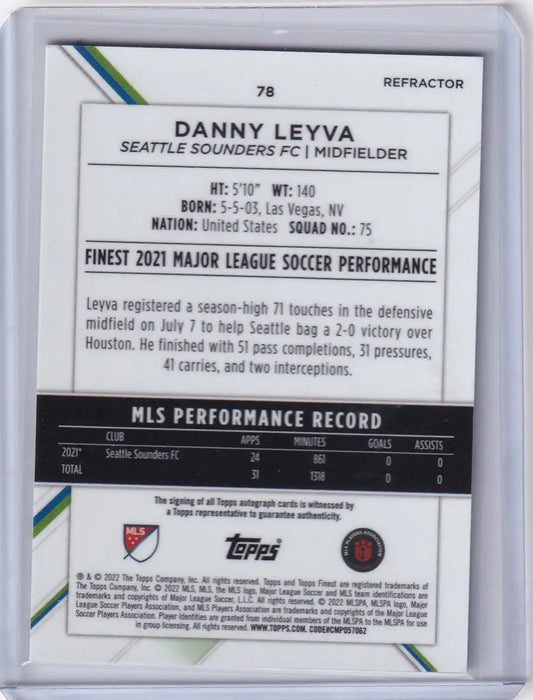 REFRACTOR
78
DANNY LEYVA
SEATTLE SOUNDERS FC | MIDFIELDER
HT: 5'10" WT: 140
BORN: 5-5-03, Las Vegas, NV
NATION: United States SQUAD NO.: 75
FINEST 2021 MAJOR LEAGUE SOCCER PERFORMANCE
Leyva registered a season-high 71 touches in the defensive
midfield on July 7 to help Seattle bag a 2-0 victory over
Houston. He finished with 51 pass completions, 31 pressures,
41 carries, and two interceptions.
MLS PERFORMANCE RECORD
CLUB APPS MINUTES GOALS ASSISTS
2021* Seattle Sounders FC 24 861 0 0
TOTAL 31 1318 0 0
The signing of all Topps autograph cards is witnessed by
a Topps representative to guarantee authenticity.
MLS
Topps
MLS PLAYERS ASSOCIATION
® & © 2022 The Topps Company, Inc. All rights reserved. Topps and Topps Finest are registered trademarks of
The Topps Company, Inc. © 2022 MLS, MLS, the MLS logo, Major League Soccer and MLS team identifications are
trademarks and copyrights of Major League Soccer, L.L.C. All rights reserved. © 2022 MLSPA, MLSPA logo, Major
League Soccer Players Association, and MLS Players Association are trademarks and copyrights of Major League
Soccer Players Association. Player identities are granted from individual members of the MLSPA to the MLSPA for use
in group licensing. All rights reserved. WWW.TOPPS.COM. CODE#CMP057062